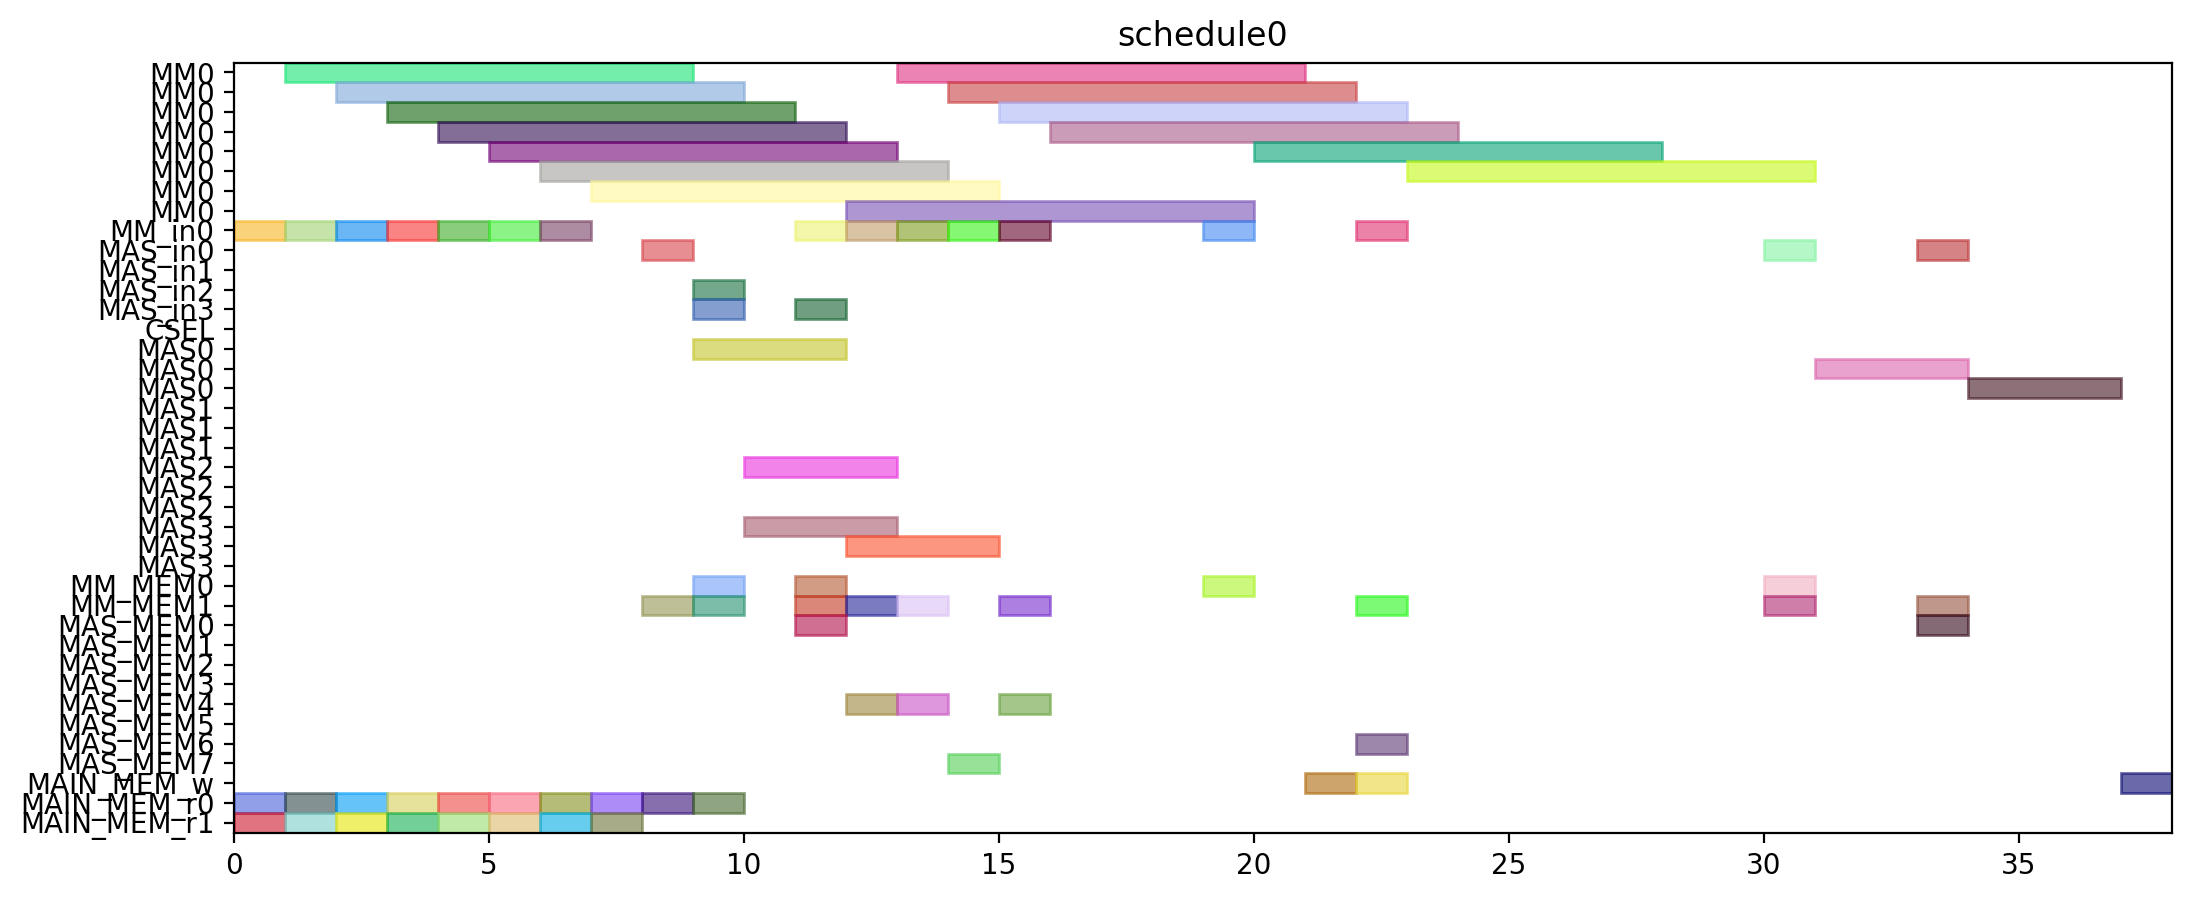 schedule0
MM0
MM0
MM0
MM0
MM0
MM0
MM0
MM0
MM_in0
MAS_in0
MAS_in1
MAS_in2
MAS_in3
CSEL
MAS0
MAS0
MAS0
MAS1
MAS1
MAS1
MAS2
MAS2
MAS2
MAS3
MAS3
MAS3
MM_MEM0
MM_MEM1
MAS_MEM0
MAS_MEM1
MAS_MEM2
MAS_MEM3
MAS_MEM4
MAS_MEM5
MAS_MEM6
MAS_MEM7
MAIN_MEM_w
MAIN_MEM_r0
MAIN_MEM_r1
0 5 10 15 20 25 30 35